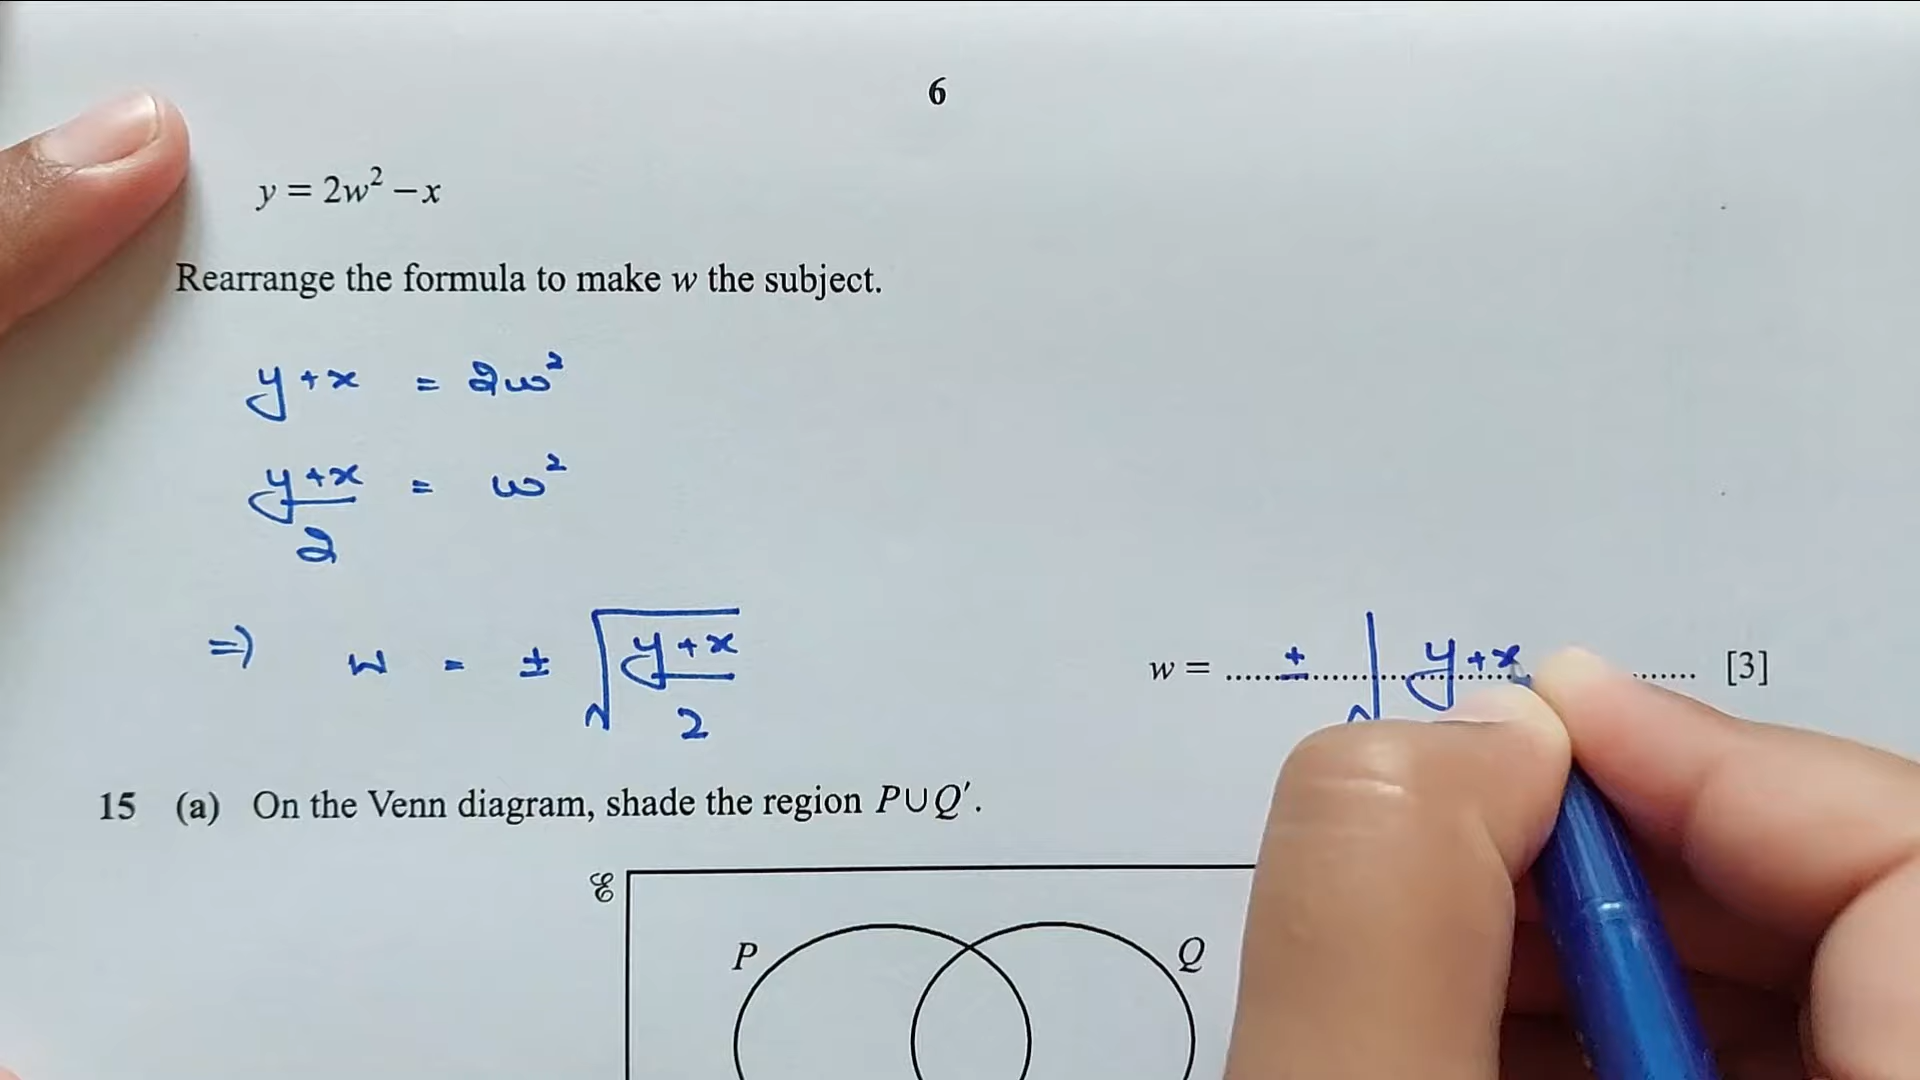 6
y = 2w² − x
Rearrange the formula to make w the subject.
y + x = 2w²
y + x = w²
2
⇒ w = ± √ y + x
2
w = ..... ± ..... √ y + x ....... [3]
15 (a) On the Venn diagram, shade the region P∪Q′.
ℰ
P Q